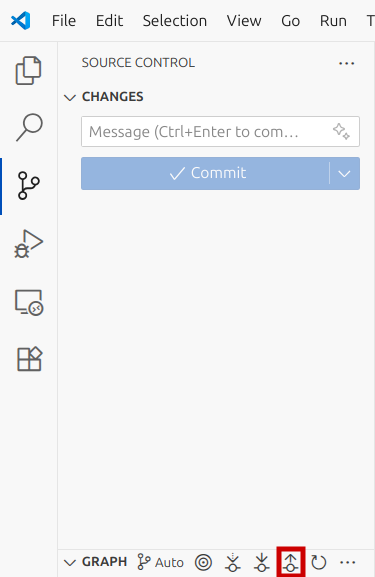 File Edit Selection View Go Run T
SOURCE CONTROL
CHANGES
Message (Ctrl+Enter to com...
Commit
GRAPH Auto